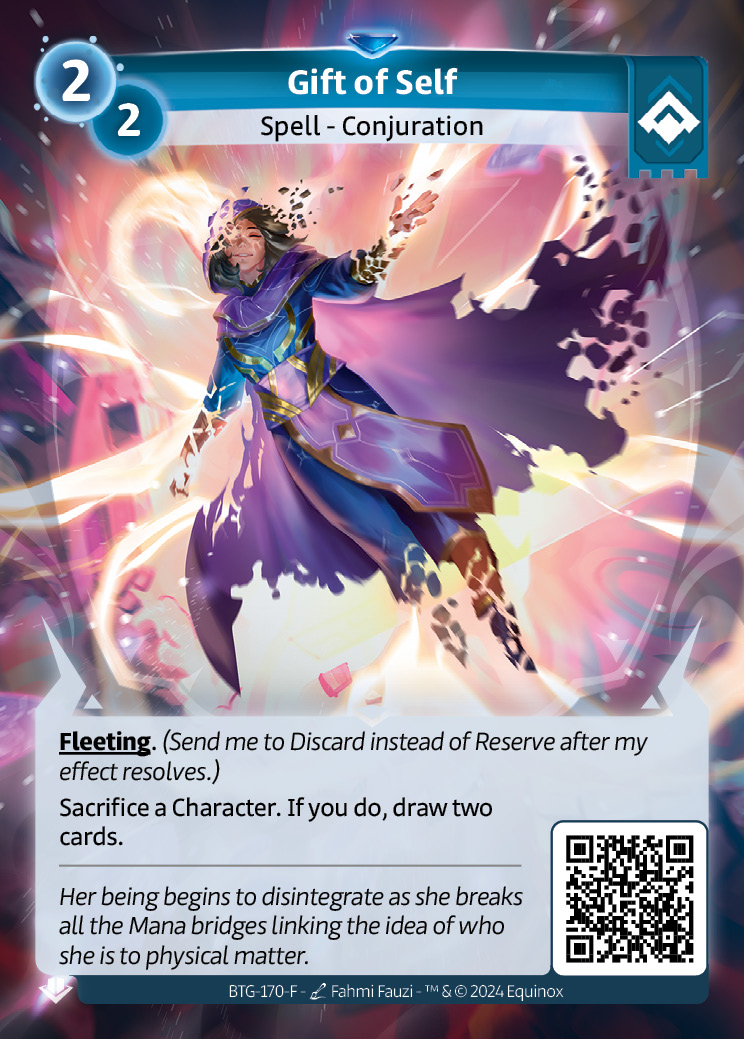 2
2
Gift of Self
Spell - Conjuration
Fleeting. (Send me to Discard instead of Reserve after my
effect resolves.)
Sacrifice a Character. If you do, draw two
cards.
Her being begins to disintegrate as she breaks
all the Mana bridges linking the idea of who
she is to physical matter.
BTG-170-F - Fahmi Fauzi - ™ & © 2024 Equinox